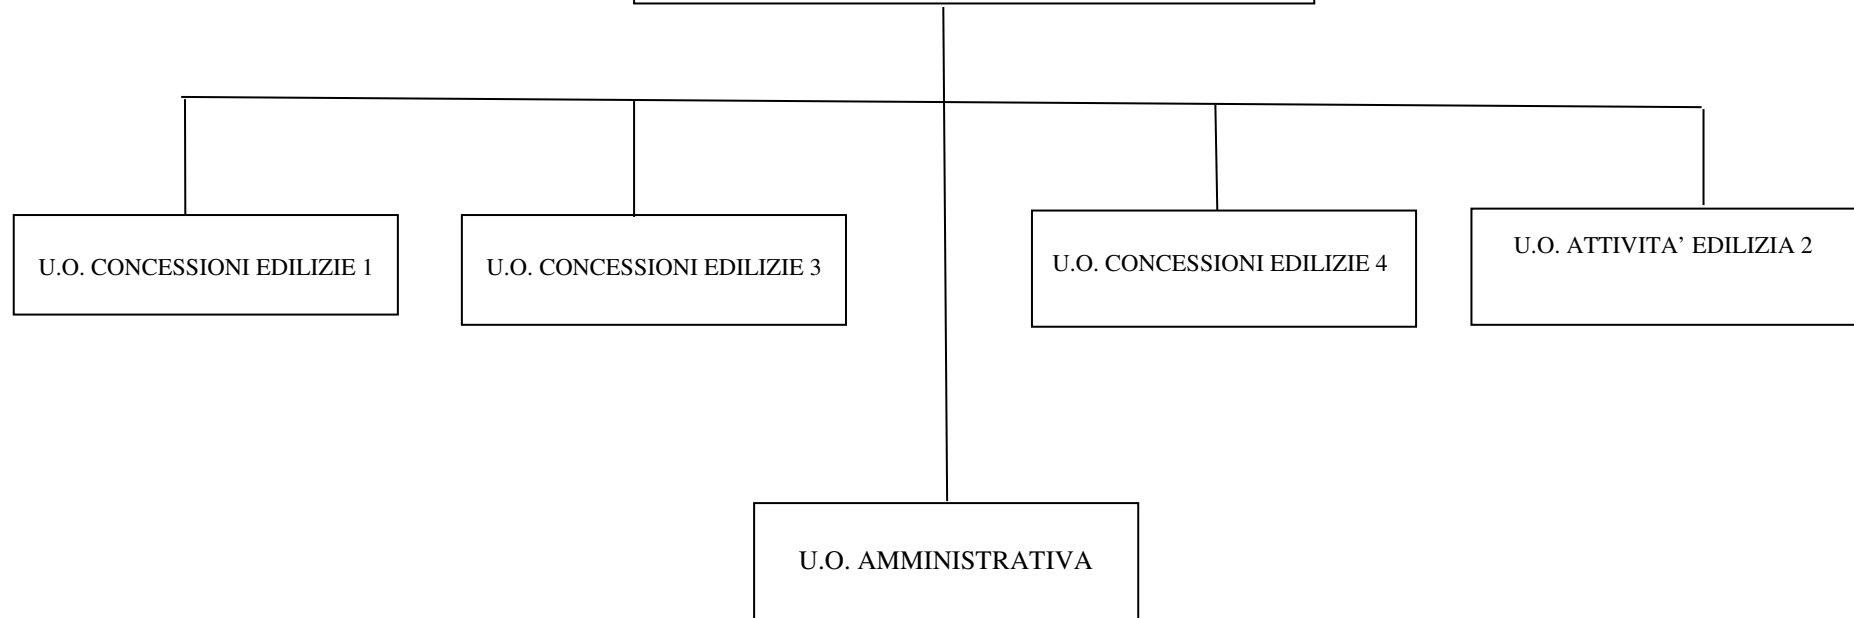 U.O. CONCESSIONI EDILIZIE 1
U.O. CONCESSIONI EDILIZIE 3
U.O. CONCESSIONI EDILIZIE 4
U.O. ATTIVITA’ EDILIZIA 2
U.O. AMMINISTRATIVA